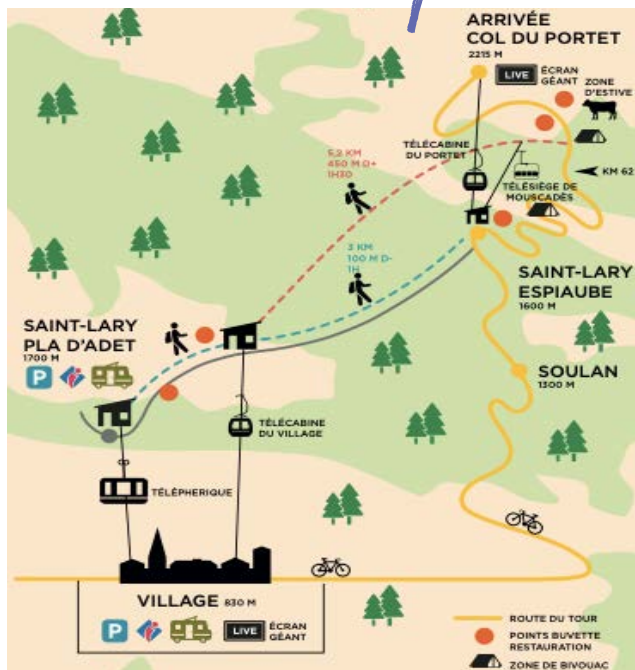 ARRIVÉE
COL DU PORTET
2215 M
LIVE
ÉCRAN
GÉANT
ZONE
D'ESTIVE
TÉLÉCABINE
DU PORTET
5,2 KM
450 M D+
1H30
KM 62
TÉLÉSIÈGE DE
MOUSCADÈS
3 KM
100 M D-
1H
SAINT-LARY
ESPIAUBE
1600 M
SAINT-LARY
PLA D'ADET
1700 M
P
SOULAN
1300 M
TÉLÉCABINE
DU VILLAGE
TÉLÈPHERIQUE
VILLAGE 830 M
P
LIVE
ÉCRAN
GÉANT
ROUTE DU TOUR
POINTS BUVETTE
RESTAURATION
ZONE DE BIVOUAC